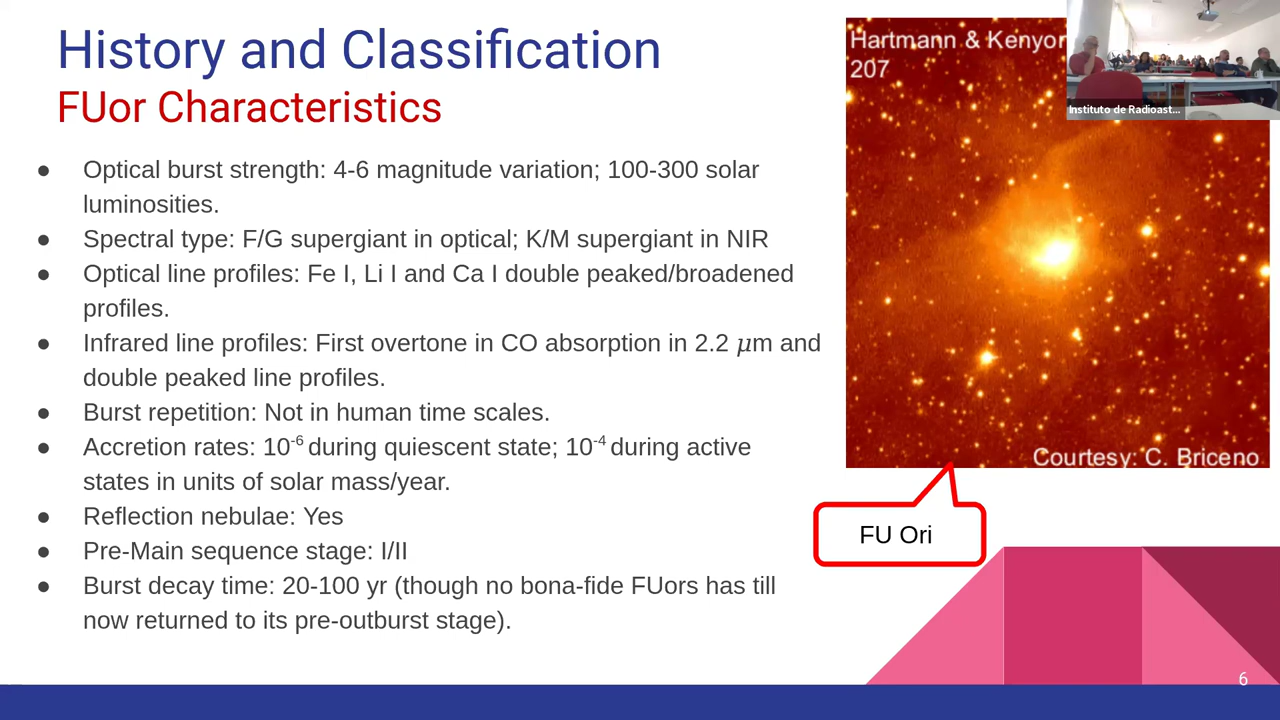 History and Classification
FUor Characteristics
● Optical burst strength: 4-6 magnitude variation; 100-300 solar
luminosities.
● Spectral type: F/G supergiant in optical; K/M supergiant in NIR
● Optical line profiles: Fe I, Li I and Ca I double peaked/broadened
profiles.
● Infrared line profiles: First overtone in CO absorption in 2.2 𝜇m and
double peaked line profiles.
● Burst repetition: Not in human time scales.
● Accretion rates: 10⁻⁶ during quiescent state; 10⁻⁴ during active
states in units of solar mass/year.
● Reflection nebulae: Yes
● Pre-Main sequence stage: I/II
● Burst decay time: 20-100 yr (though no bona-fide FUors has till
now returned to its pre-outburst stage).
Hartmann & Kenyon
207
Instituto de Radioast...
Courtesy: C. Briceno
FU Ori
6